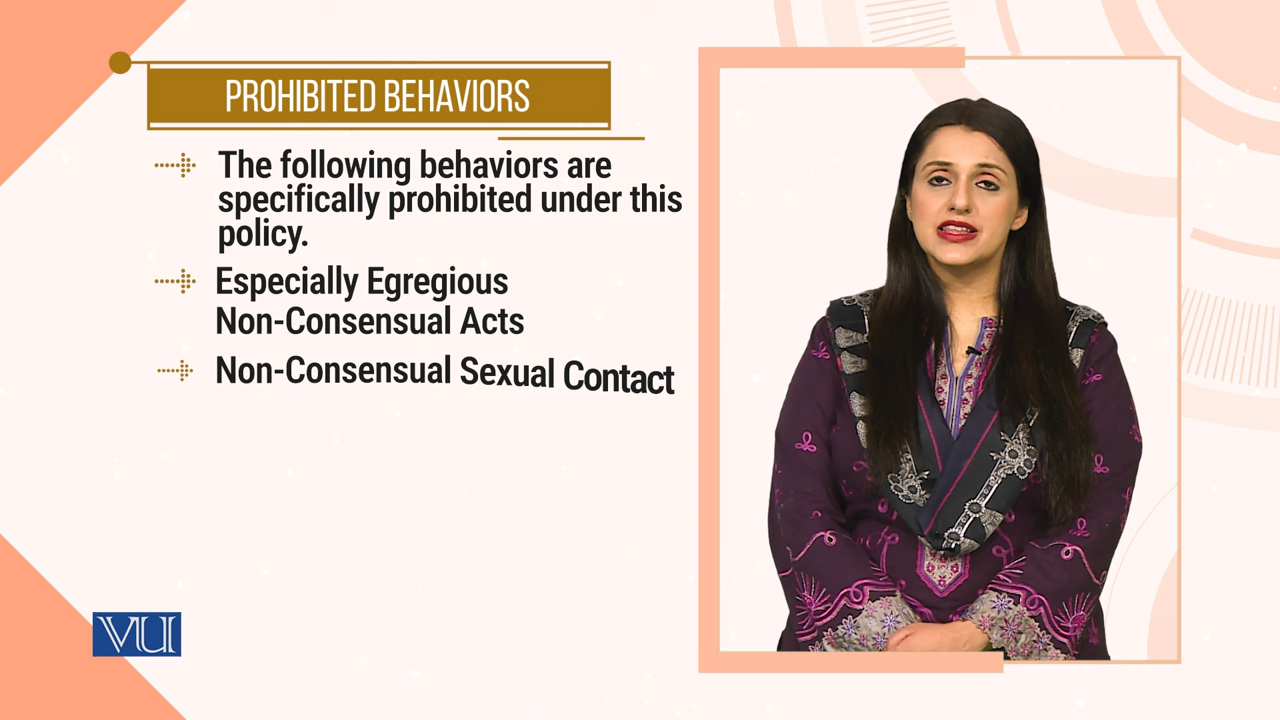 PROHIBITED BEHAVIORS
The following behaviors are
specifically prohibited under this
policy.
Especially Egregious
Non-Consensual Acts
Non-Consensual Sexual Contact
VU